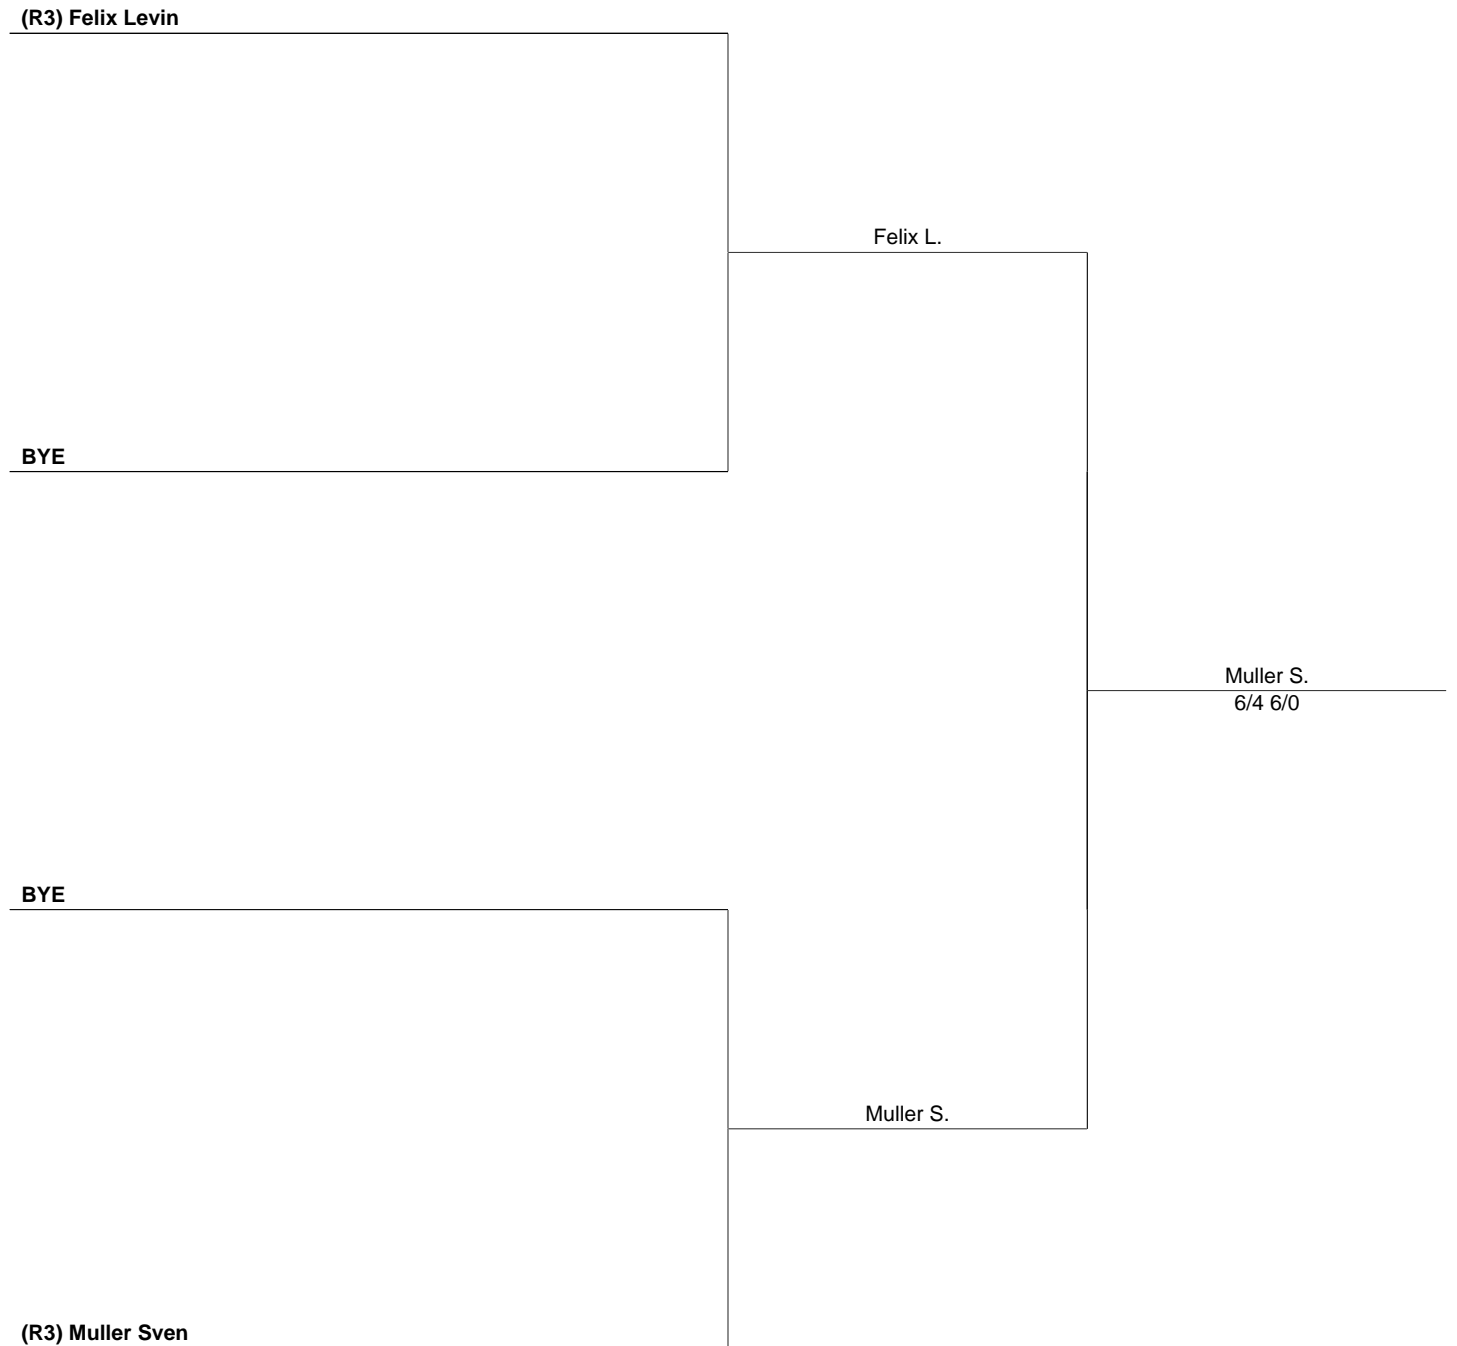 (R3) Felix Levin
Felix L.
BYE
Muller S.
6/4 6/0
BYE
Muller S.
(R3) Muller Sven